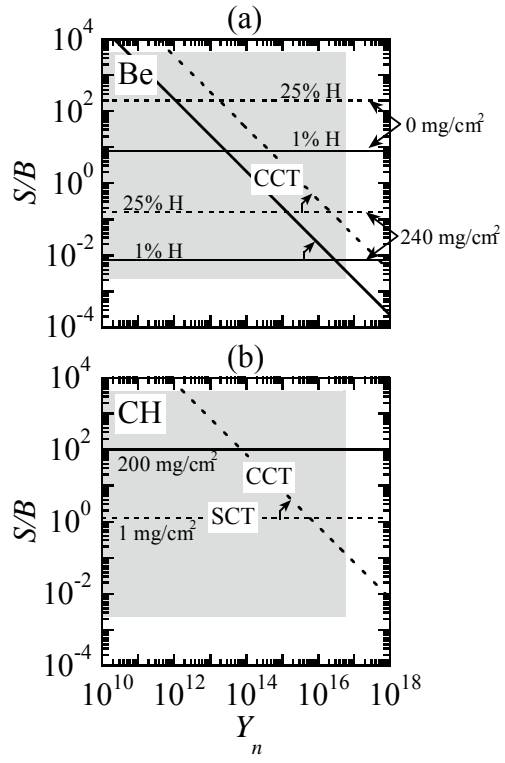 (a)
10^4
Be
10^2
25% H
0 mg/cm^2
10^0
1% H
S/B
CCT
25% H
10^-2
1% H
240 mg/cm^2
10^-4
(b)
10^4
CH
10^2
200 mg/cm^2
CCT
10^0
S/B
SCT
1 mg/cm^2
10^-2
10^-4
10^10 10^12 10^14 10^16 10^18
Y_n